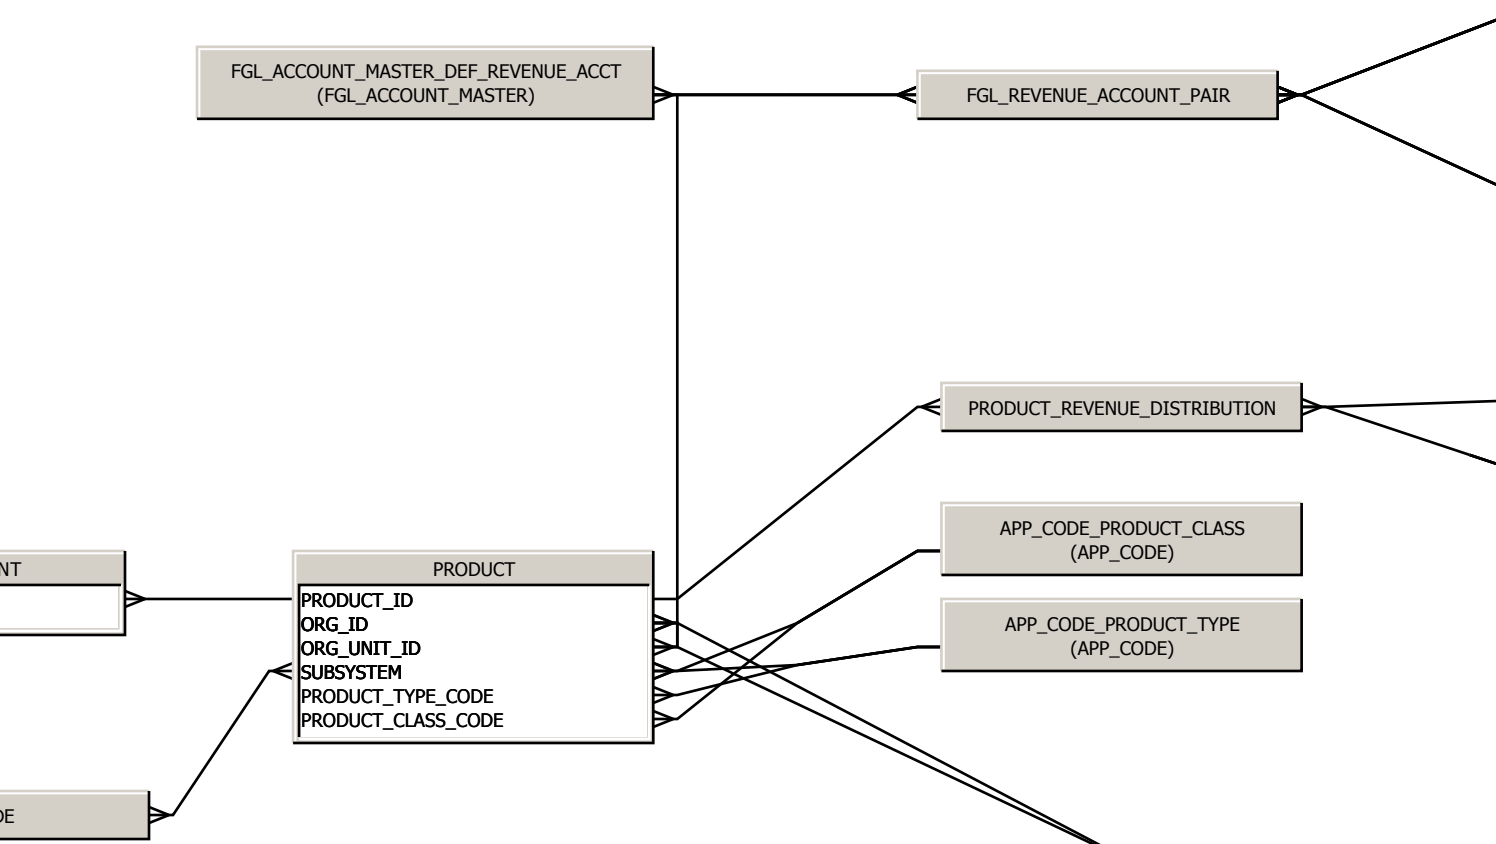 FGL_ACCOUNT_MASTER_DEF_REVENUE_ACCT
(FGL_ACCOUNT_MASTER)
FGL_REVENUE_ACCOUNT_PAIR
PRODUCT_REVENUE_DISTRIBUTION
APP_CODE_PRODUCT_CLASS
(APP_CODE)
NT
PRODUCT
PRODUCT_ID
ORG_ID
ORG_UNIT_ID
SUBSYSTEM
PRODUCT_TYPE_CODE
PRODUCT_CLASS_CODE
APP_CODE_PRODUCT_TYPE
(APP_CODE)
DE